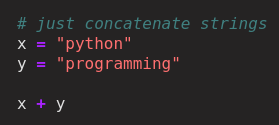 # just concatenate strings
x = "python"
y = "programming"
x + y